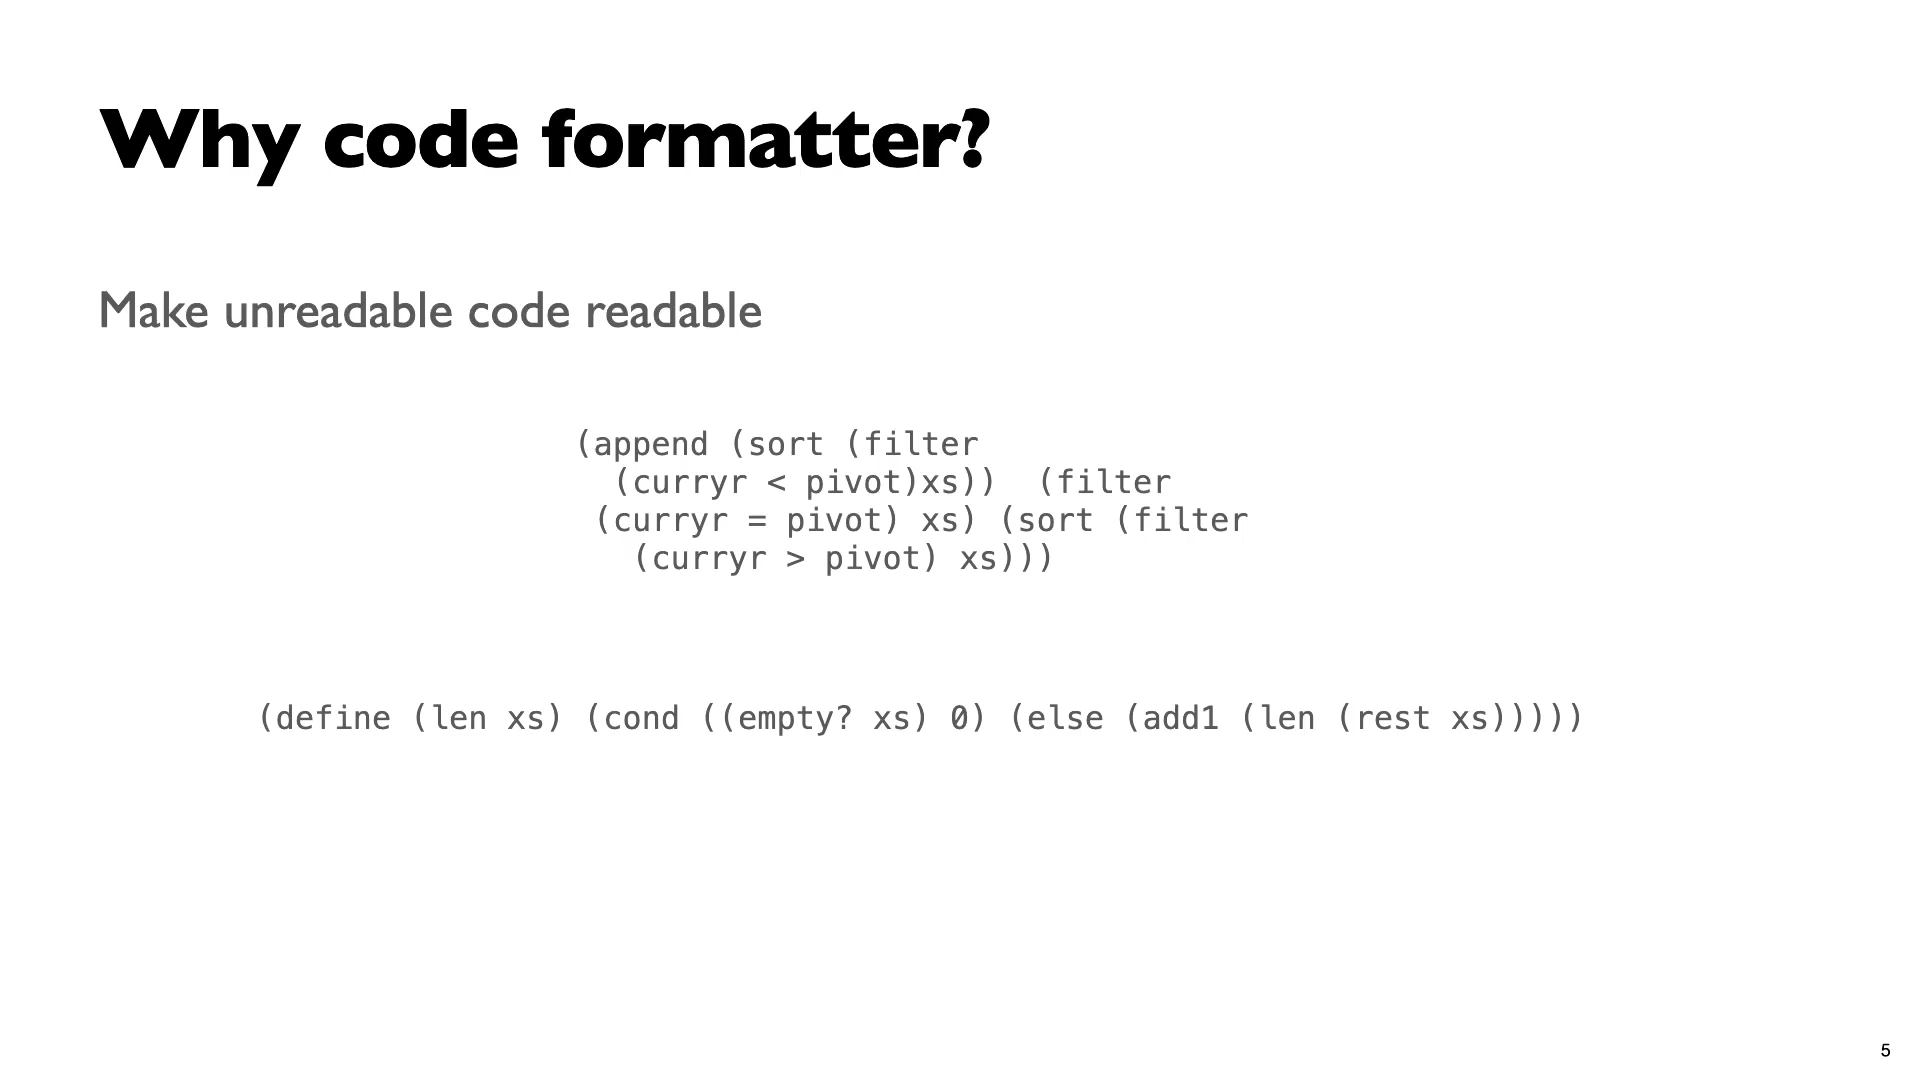 Why code formatter?
Make unreadable code readable
(append (sort (filter
  (curryr < pivot)xs))  (filter
 (curryr = pivot) xs) (sort (filter
   (curryr > pivot) xs)))
(define (len xs) (cond ((empty? xs) 0) (else (add1 (len (rest xs)))))
5